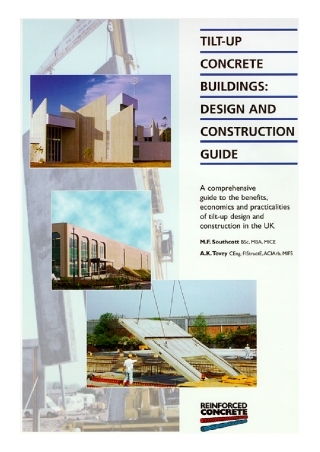 TILT-UP
CONCRETE
BUILDINGS:
DESIGN AND
CONSTRUCTION
GUIDE
A comprehensive
guide to the benefits,
economics and practicalities
of tilt-up design and
construction in the UK
M.F. Southcott BSc, MBA, MICE
A.K. Tovey CEng, FIStructE, ACIArb, MIFS
REINFORCED
CONCRETE